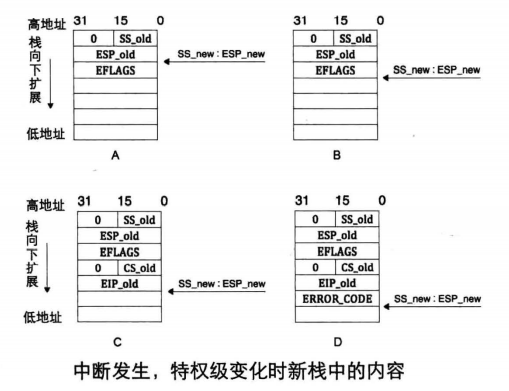 高地址 31 15 0
栈向下扩展
0 SS_old
ESP_old
EFLAGS
SS_new : ESP_new
低地址
A
31 15 0
0 SS_old
ESP_old
EFLAGS
SS_new : ESP_new
B
高地址 31 15 0
栈向下扩展
0 SS_old
ESP_old
EFLAGS
0 CS_old
EIP_old
SS_new : ESP_new
低地址
C
31 15 0
0 SS_old
ESP_old
EFLAGS
0 CS_old
EIP_old
ERROR_CODE
SS_new : ESP_new
D
中断发生，特权级变化时新栈中的内容